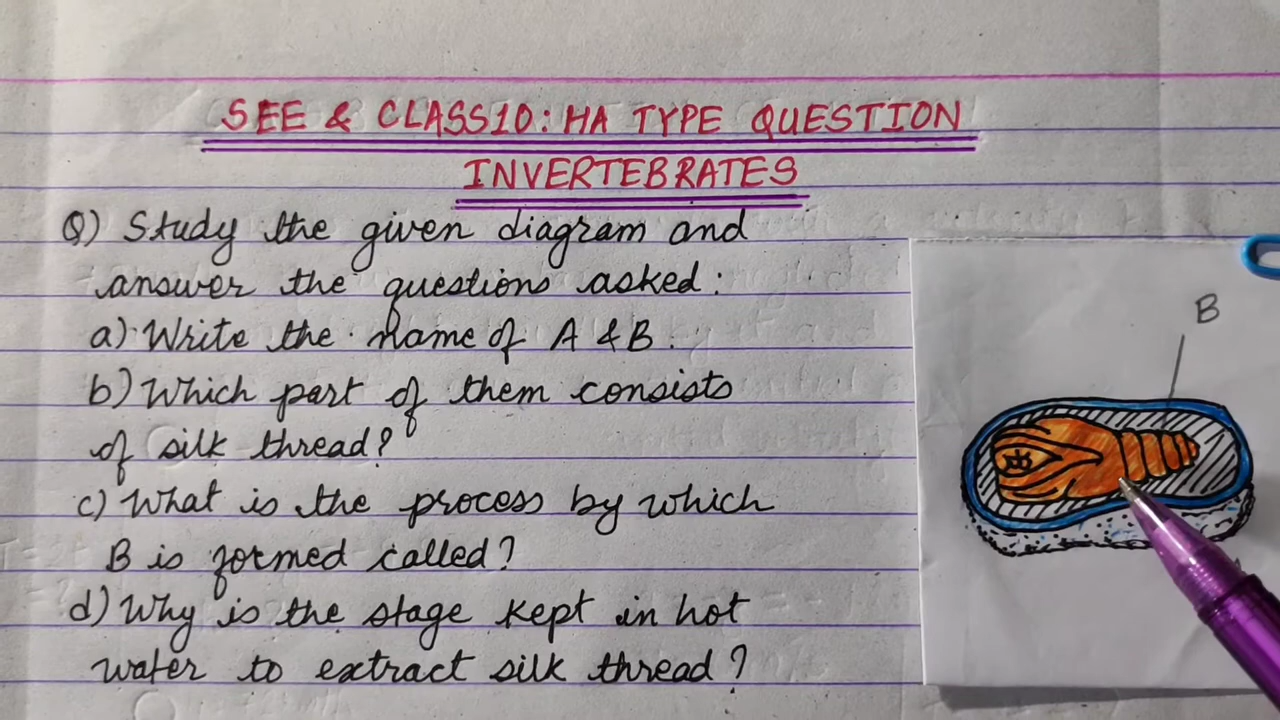 SEE & CLASS10: HA TYPE QUESTION
INVERTEBRATES
Q) Study the given diagram and
answer the questions asked:
a) Write the name of A & B.
b) Which part of them consists
of silk thread?
c) What is the process by which
B is formed called?
d) Why is the stage kept in hot
water to extract silk thread?
B